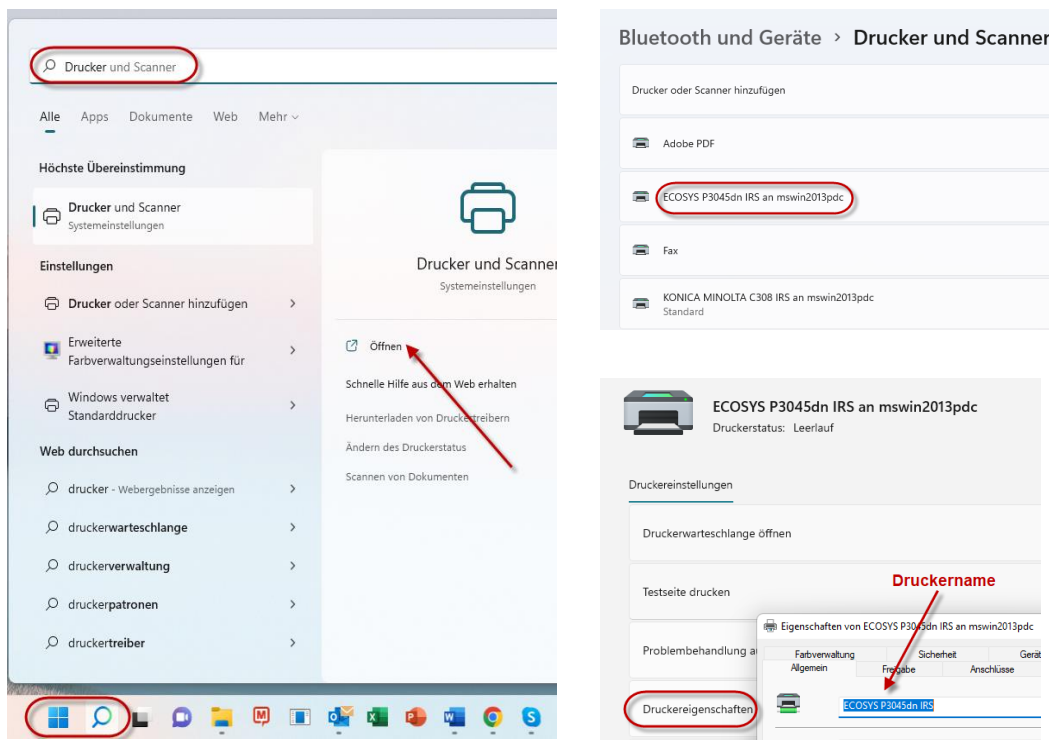 Drucker und Scanner
Alle Apps Dokumente Web Mehr
Höchste Übereinstimmung
Drucker und Scanner
Systemeinstellungen
Einstellungen
Drucker oder Scanner hinzufügen
Erweiterte
Farbverwaltungseinstellungen für
Windows verwaltet
Standarddrucker
Web durchsuchen
drucker - Webergebnisse anzeigen
druckerwarteschlange
druckerverwaltung
druckerpatronen
druckertreiber
Drucker und Scanner
Systemeinstellungen
Öffnen
Schnelle Hilfe aus dem Web erhalten
Herunterladen von Druckertreibern
Ändern des Druckerstatus
Scannen von Dokumenten
Bluetooth und Geräte > Drucker und Scanner
Drucker oder Scanner hinzufügen
Adobe PDF
ECOSYS P3045dn IRS an mswin2013pdc
Fax
KONICA MINOLTA C308 IRS an mswin2013pdc
Standard
ECOSYS P3045dn IRS an mswin2013pdc
Druckerstatus: Leerlauf
Druckereinstellungen
Druckerwarteschlange öffnen
Testseite drucken
Druckername
Problembehandlung
Druckereigenschaften
Eigenschaften von ECOSYS P3045dn IRS an mswin2013pdc
Farbverwaltung Sicherheit Gerät
Allgemein Freigabe Anschlüsse
ECOSYS P3045dn IRS